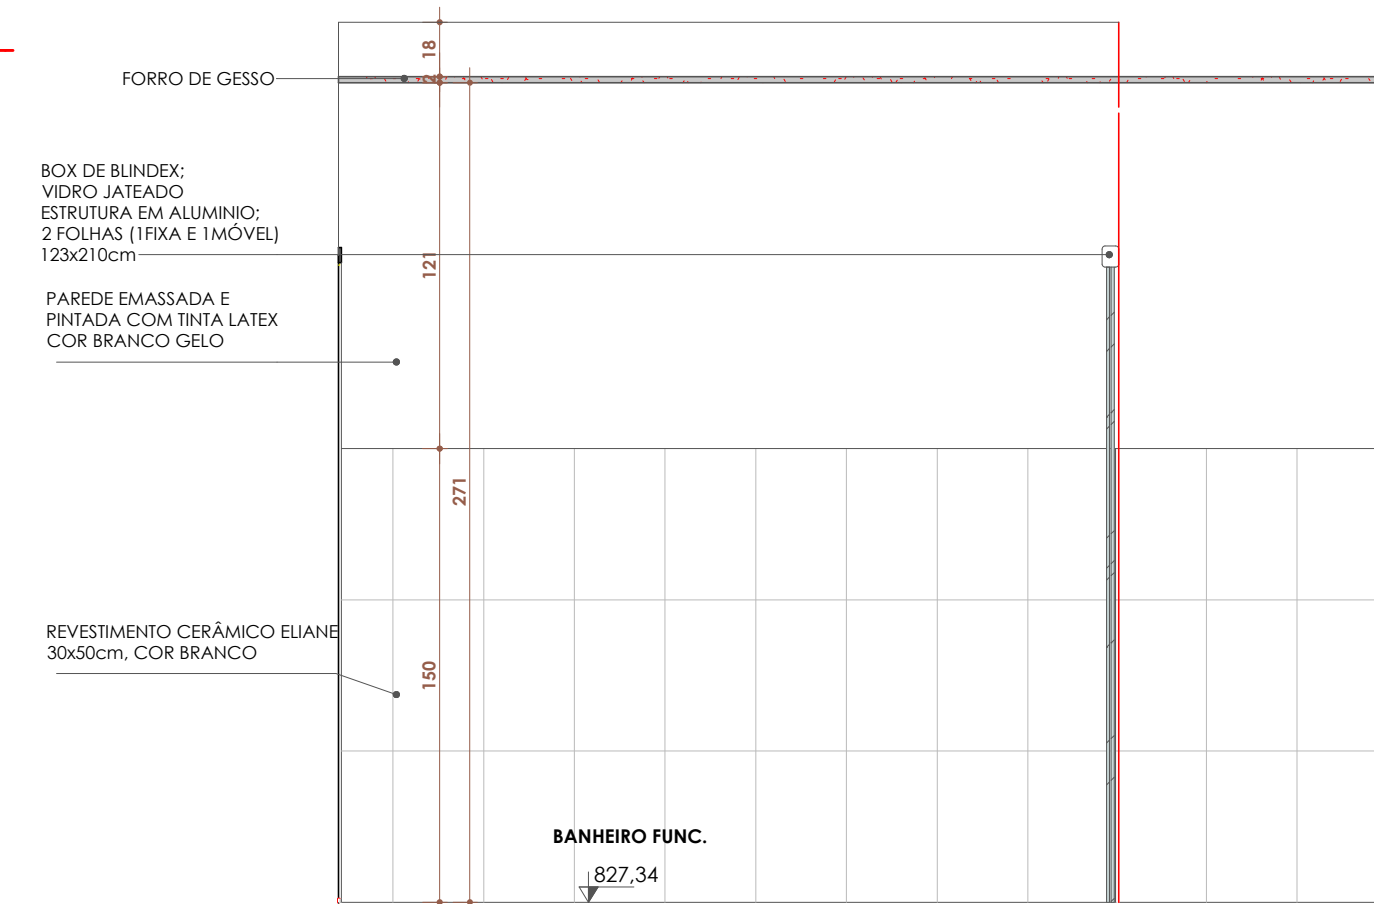 18
FORRO DE GESSO
2
BOX DE BLINDEX;
VIDRO JATEADO
ESTRUTURA EM ALUMINIO;
2 FOLHAS (1FIXA E 1MÓVEL)
123x210cm
121
PAREDE EMASSADA E
PINTADA COM TINTA LATEX
COR BRANCO GELO
271
REVESTIMENTO CERÂMICO ELIANE
30x50cm, COR BRANCO
150
BANHEIRO FUNC.
827,34